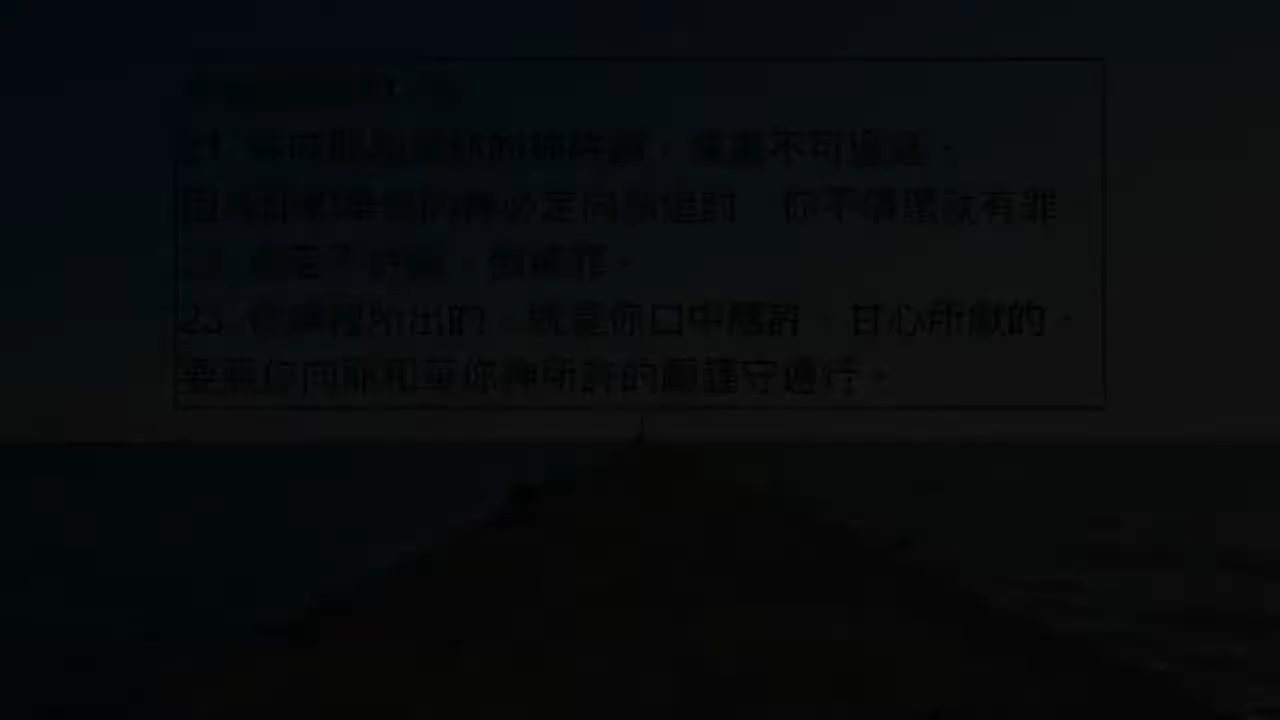 21 你向耶和華你的神許願，償還不可遲延。
因為耶和華你的神必定向你追討，你不償還就有罪
22 你若不許願，倒無罪。
23 你嘴裡所出的，就是你口中應許，甘心所獻的，
要照你向耶和華你神所許的願謹守遵行。